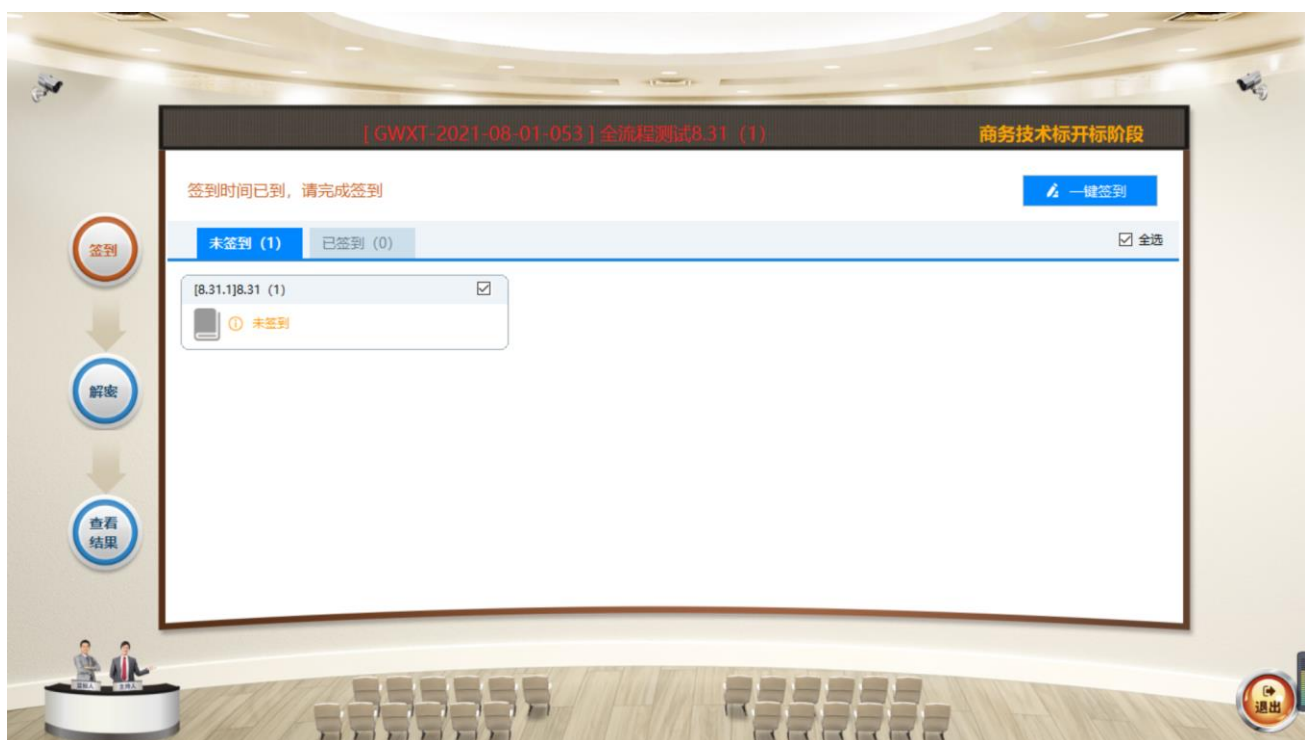 [ GWXT-2021-08-01-053 ] 全流程测试8.31（1）
商务技术标开标阶段
签到时间已到，请完成签到
一键签到
未签到（1）
已签到（0）
全选
[8.31.1]8.31（1）
未签到
签到
解密
查看
结果
主持人
退出